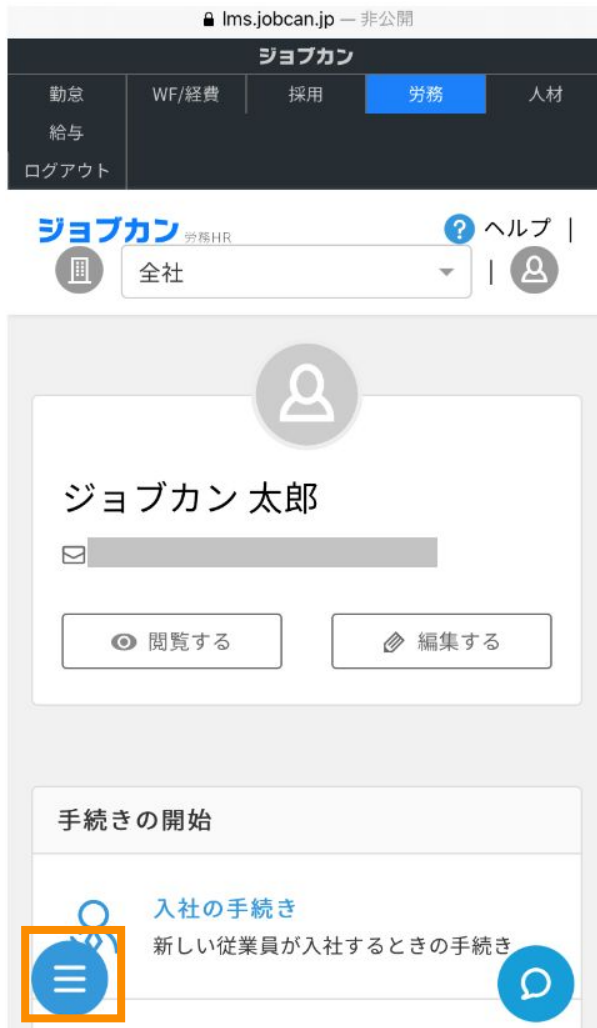 lms.jobcan.jp — 非公開
ジョブカン
勤怠 WF/経費 採用 労務 人材
給与
ログアウト
ジョブカン 労務HR ? ヘルプ |
全社 |
ジョブカン 太郎
閲覧する 編集する
手続きの開始
入社の手続き
新しい従業員が入社するときの手続き